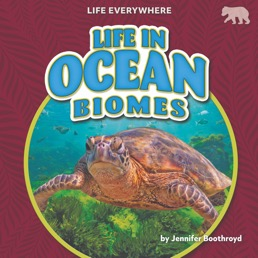 LIFE EVERYWHERE
LIFE IN
OCEAN
BIOMES
by Jennifer Boothroyd